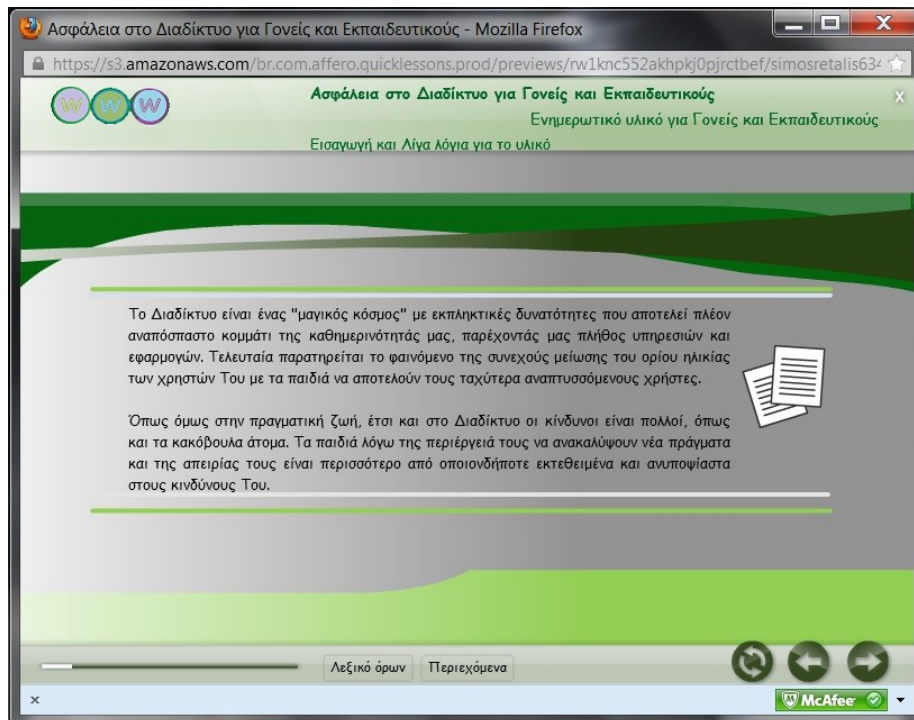 Ασφάλεια στο Διαδίκτυο για Γονείς και Εκπαιδευτικούς - Mozilla Firefox
https://s3.amazonaws.com/br.com.affero.quicklessons.prod/previews/rw1knc552akhpkj0pjrctbef/simosretalis634
WWW
Ασφάλεια στο Διαδίκτυο για Γονείς και Εκπαιδευτικούς
x
Ενημερωτικό υλικό για Γονείς και Εκπαιδευτικούς
Εισαγωγή και Λίγα λόγια για το υλικό
Το Διαδίκτυο είναι ένας "μαγικός κόσμος" με εκπληκτικές δυνατότητες που αποτελεί πλέον
αναπόσπαστο κομμάτι της καθημερινότητάς μας, παρέχοντάς μας πλήθος υπηρεσιών και
εφαρμογών. Τελευταία παρατηρείται το φαινόμενο της συνεχούς μείωσης του ορίου ηλικίας
των χρηστών Του με τα παιδιά να αποτελούν τους ταχύτερα αναπτυσσόμενους χρήστες.
Όπως όμως στην πραγματική ζωή, έτσι και στο Διαδίκτυο οι κίνδυνοι είναι πολλοί, όπως
και τα κακόβουλα άτομα. Τα παιδιά λόγω της περιέργειά τους να ανακαλύψουν νέα πράγματα
και της απειρίας τους είναι περισσότερο από οποιονδήποτε εκτεθειμένα και ανυποψίαστα
στους κινδύνους Του.
Λεξικό όρων
Περιεχόμενα
x
McAfee